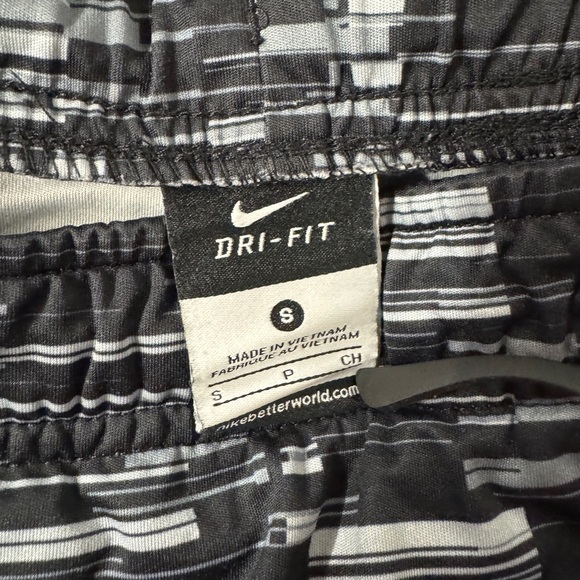 DRI-FIT
S
MADE IN VIETNAM
FABRIQUÉ AU VIETNAM
S P CH
nikebetterworld.com